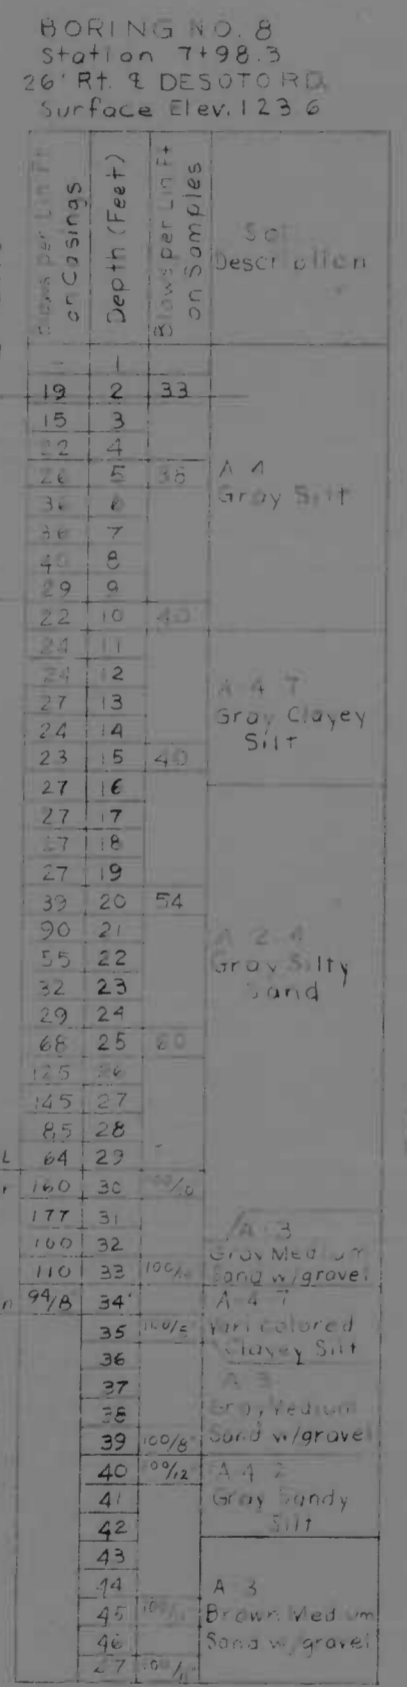 BORING NO. 8
Station 7+98.3
26' Rt. ℄ DESOTO RD.
Surface Elev. 123.6
Blows per Lin Ft on Casings
Depth (Feet)
Blows per Lin Ft on Samples
Soil Description
1
19 2 33
15 3
22 4
5
A 4
Gray Silt
7
8
29 9
22 10 40
24 11
24 12
27 13
24 14
23 15 40
A-4-7
Gray Clayey
Silt
27 16
27 17
27 18
27 19
39 20 54
90 21
55 22
32 23
29 24
68 25 60
125 26
145 27
85 28
64 29
160 30
A 2-4
Gray Silty
Sand
177 31
160 32
110 33
A-3
Gray Medium
Sand w/gravel
94/8 34
35
36
A-4-7
Vari colored
Clayey Silt
37
38
39 100/8
A 3
Gray Medium
Sand w/gravel
40 100/12
41
42
Gray Sandy
Silt
43
44
45
46
47
A 3
Brown Medium
Sand w/gravel